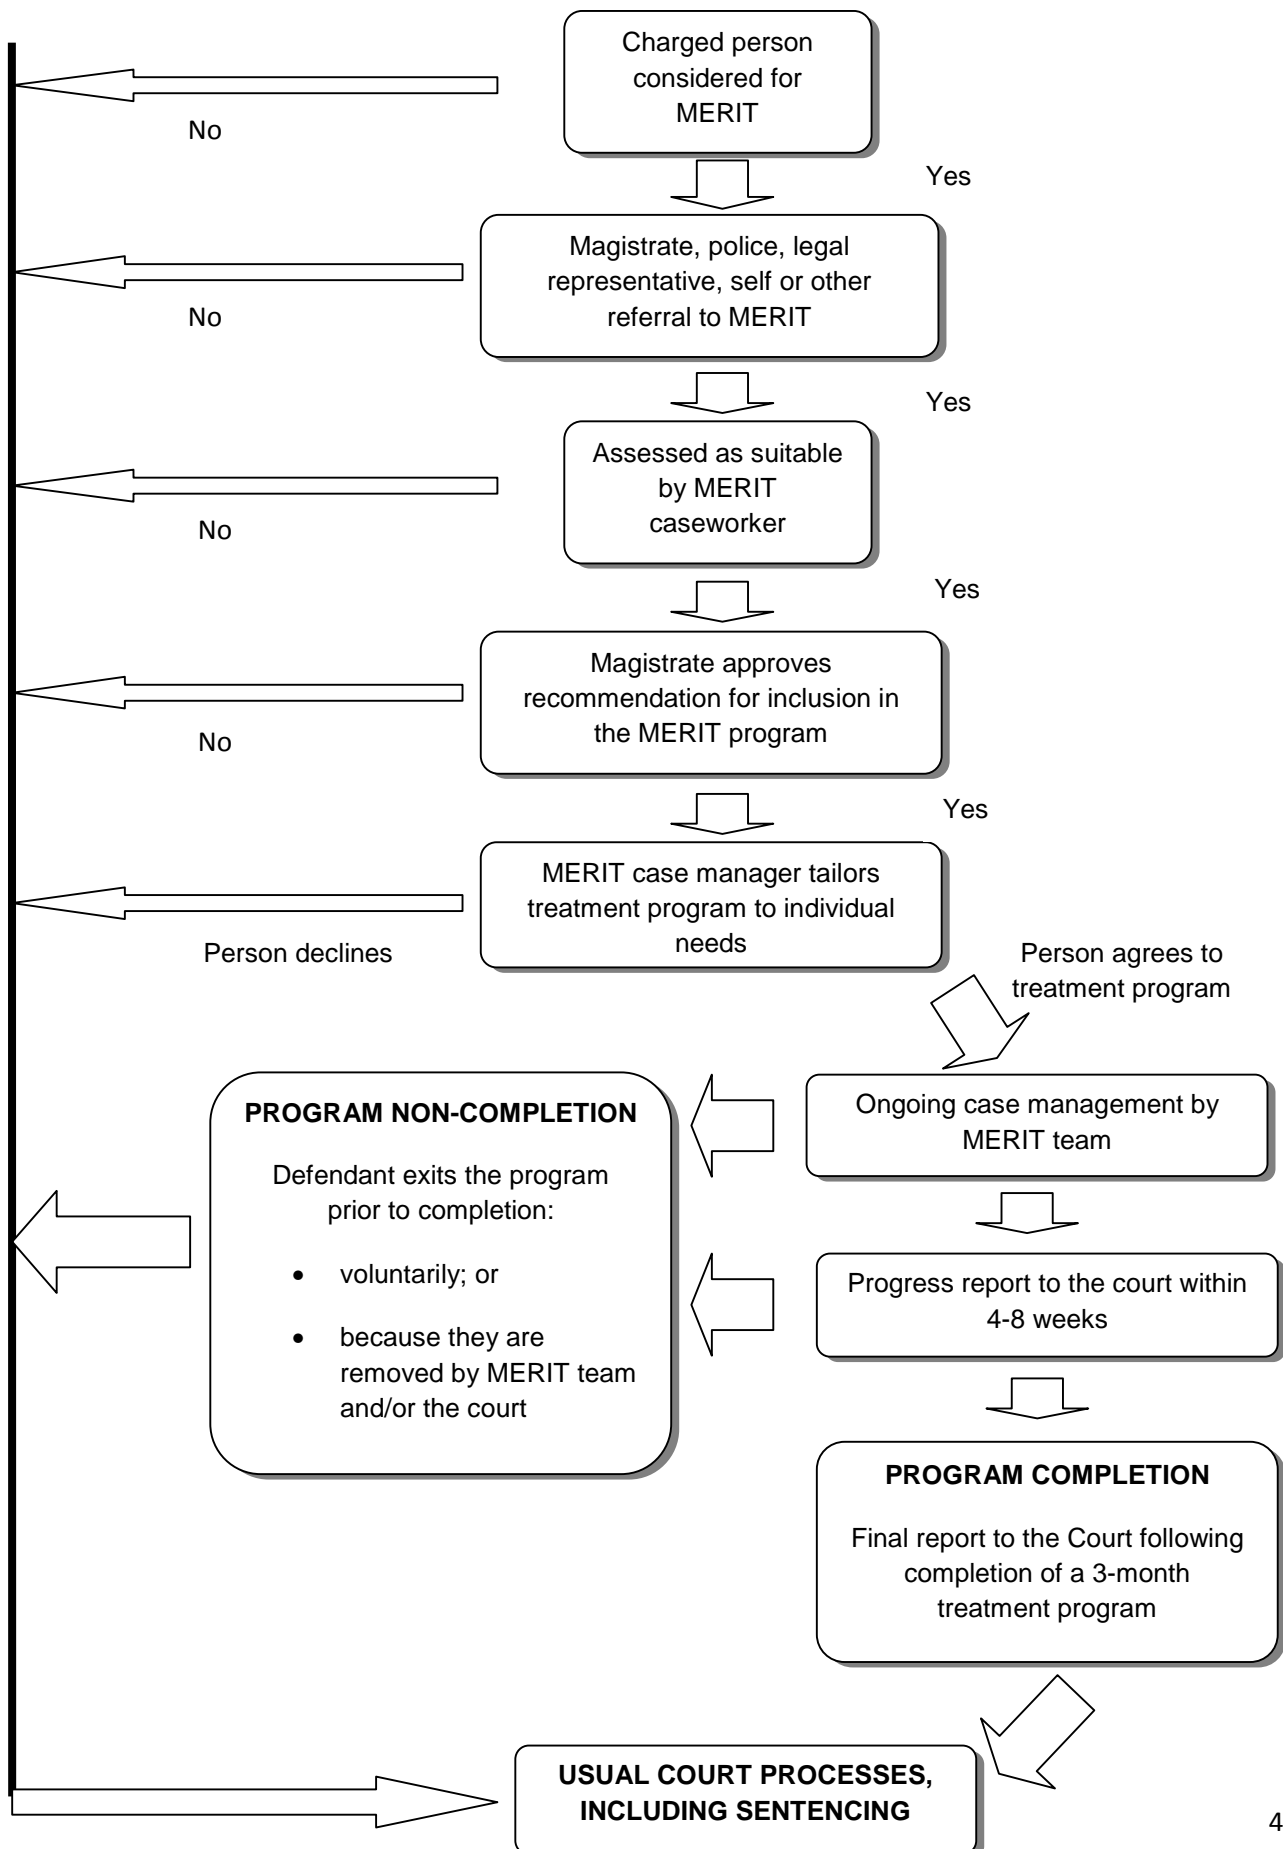 Charged person
considered for
MERIT
No
Yes
Magistrate, police, legal
representative, self or other
referral to MERIT
No
Yes
Assessed as suitable
by MERIT
caseworker
No
Yes
Magistrate approves
recommendation for inclusion in
the MERIT program
No
Yes
MERIT case manager tailors
treatment program to individual
needs
Person declines
Person agrees to
treatment program
Ongoing case management by
MERIT team
PROGRAM NON-COMPLETION
Defendant exits the program
prior to completion:
• voluntarily; or
• because they are
removed by MERIT team
and/or the court
Progress report to the court within
4-8 weeks
PROGRAM COMPLETION
Final report to the Court following
completion of a 3-month
treatment program
USUAL COURT PROCESSES,
INCLUDING SENTENCING
4